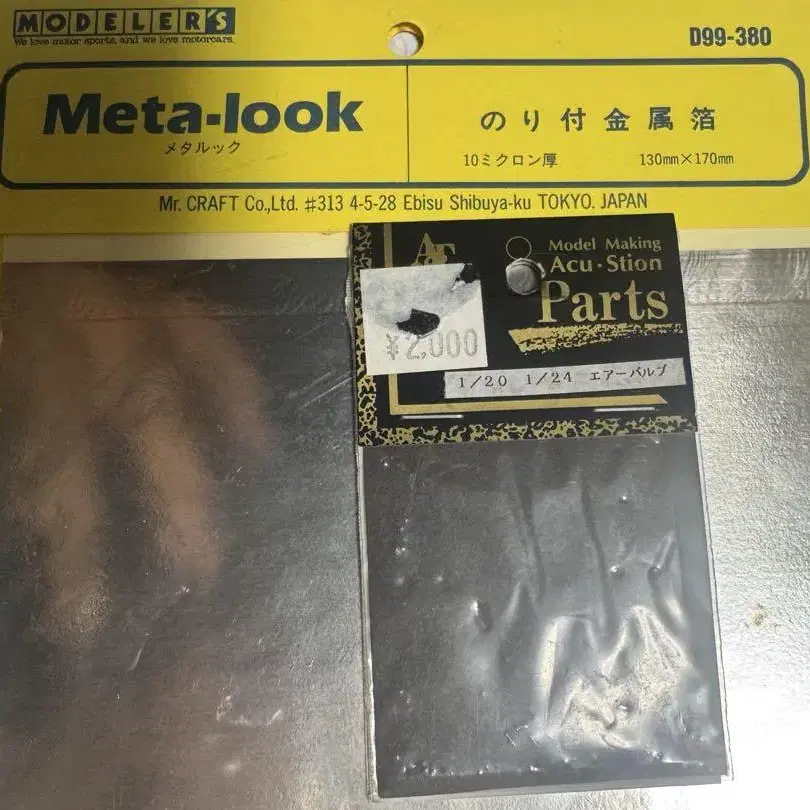 MODELER'S
We love motor sports, and we love motorcars.
D99-380
Meta-look
メタルック
のり付金属箔
10ミクロン厚 130mm×170mm
Mr. CRAFT Co.,Ltd. #313 4-5-28 Ebisu Shibuya-ku TOKYO. JAPAN
Model Making
Acu・Stion
Parts
¥2,000
1/20 1/24 エアーバルブ